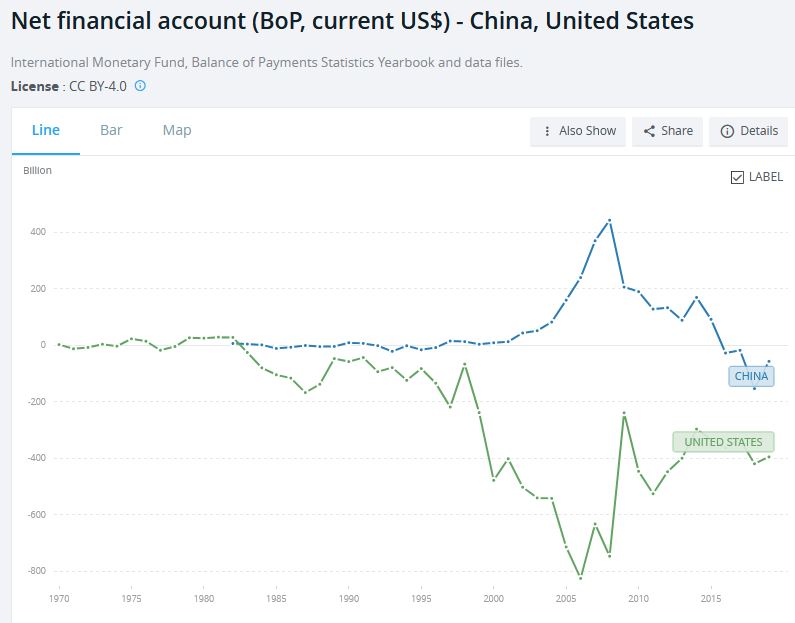 Net financial account (BoP, current US$) - China, United States
International Monetary Fund, Balance of Payments Statistics Yearbook and data files.
License : CC BY-4.0
Line Bar Map Also Show Share Details
Billion
LABEL
400
200
0
-200
-400
-600
-800
CHINA
UNITED STATES
1970 1975 1980 1985 1990 1995 2000 2005 2010 2015